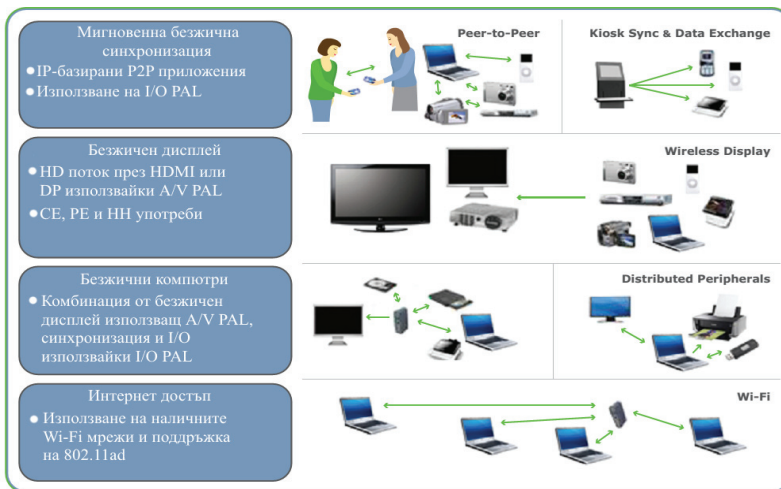 Мигновенна безжична
синхронизация
IP-базирани P2P приложения
Използване на I/O PAL
Peer-to-Peer
Kiosk Sync & Data Exchange
Безжичен дисплей
HD поток през HDMI или
DP използвайки A/V PAL
CE, PE и HH употреби
Wireless Display
Безжични компютри
Комбинация от безжичен
дисплей използващ A/V PAL,
синхронизация и I/O
използвайки I/O PAL
Distributed Peripherals
Интернет достъп
Използване на наличните
Wi-Fi мрежи и поддръжка
на 802.11ad
Wi-Fi